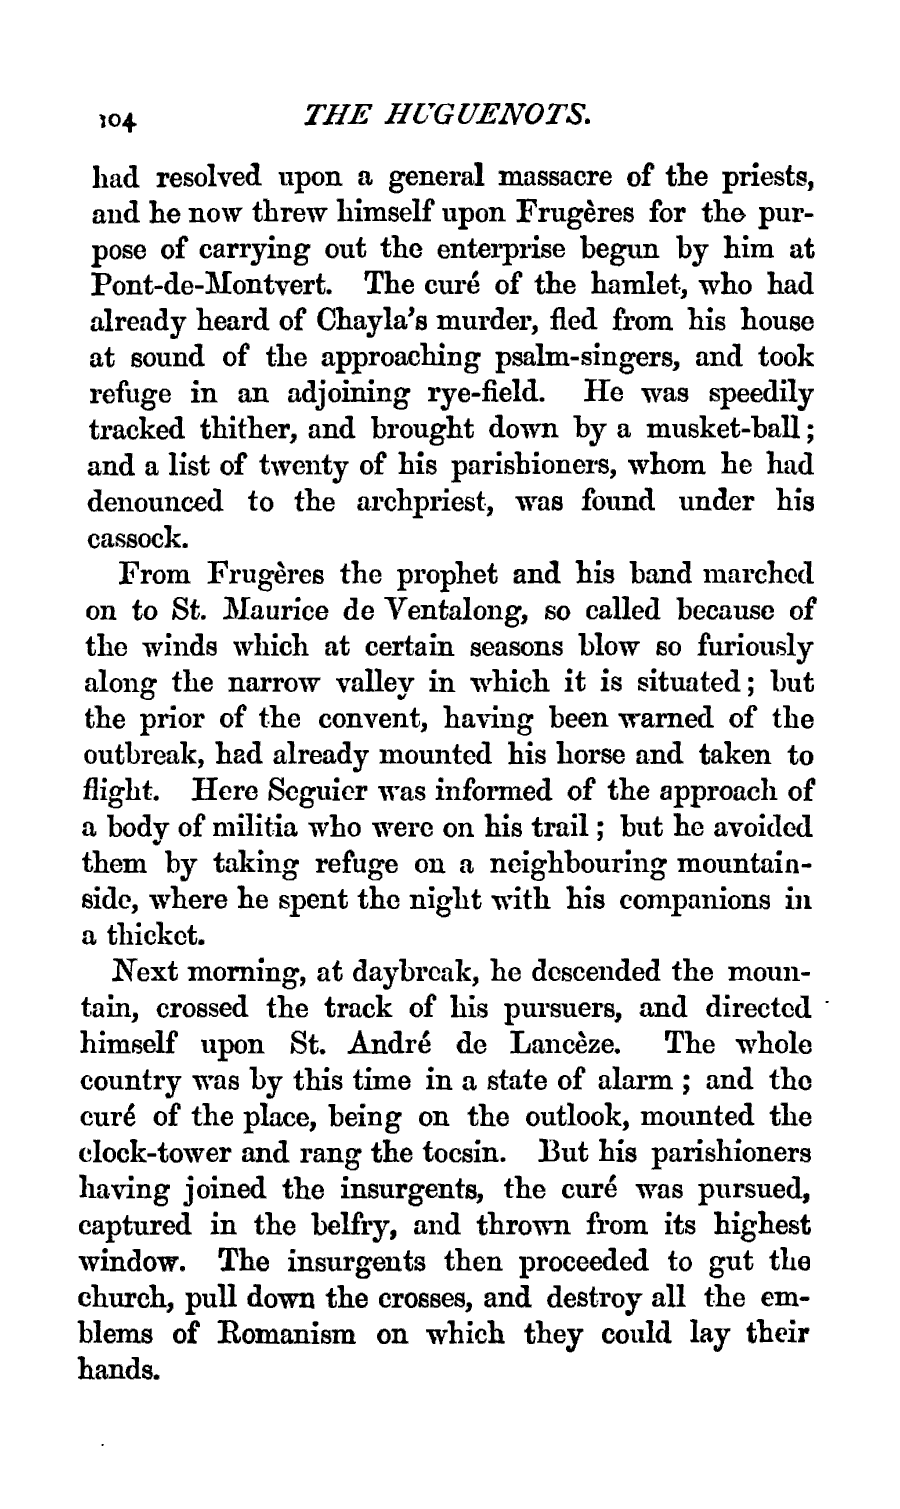 104 THE HUGUENOTS.
had resolved upon a general massacre of the priests,
and he now threw himself upon Frugères for the pur-
pose of carrying out the enterprise begun by him at
Pont-de-Montvert. The curé of the hamlet, who had
already heard of Chayla's murder, fled from his house
at sound of the approaching psalm-singers, and took
refuge in an adjoining rye-field. He was speedily
tracked thither, and brought down by a musket-ball;
and a list of twenty of his parishioners, whom he had
denounced to the archpriest, was found under his
cassock.
From Frugères the prophet and his band marched
on to St. Maurice de Ventalong, so called because of
the winds which at certain seasons blow so furiously
along the narrow valley in which it is situated; but
the prior of the convent, having been warned of the
outbreak, had already mounted his horse and taken to
flight. Here Seguier was informed of the approach of
a body of militia who were on his trail; but he avoided
them by taking refuge on a neighbouring mountain-
side, where he spent the night with his companions in
a thicket.
Next morning, at daybreak, he descended the moun-
tain, crossed the track of his pursuers, and directed
himself upon St. André de Lancèze. The whole
country was by this time in a state of alarm; and the
curé of the place, being on the outlook, mounted the
clock-tower and rang the tocsin. But his parishioners
having joined the insurgents, the curé was pursued,
captured in the belfry, and thrown from its highest
window. The insurgents then proceeded to gut the
church, pull down the crosses, and destroy all the em-
blems of Romanism on which they could lay their
hands.